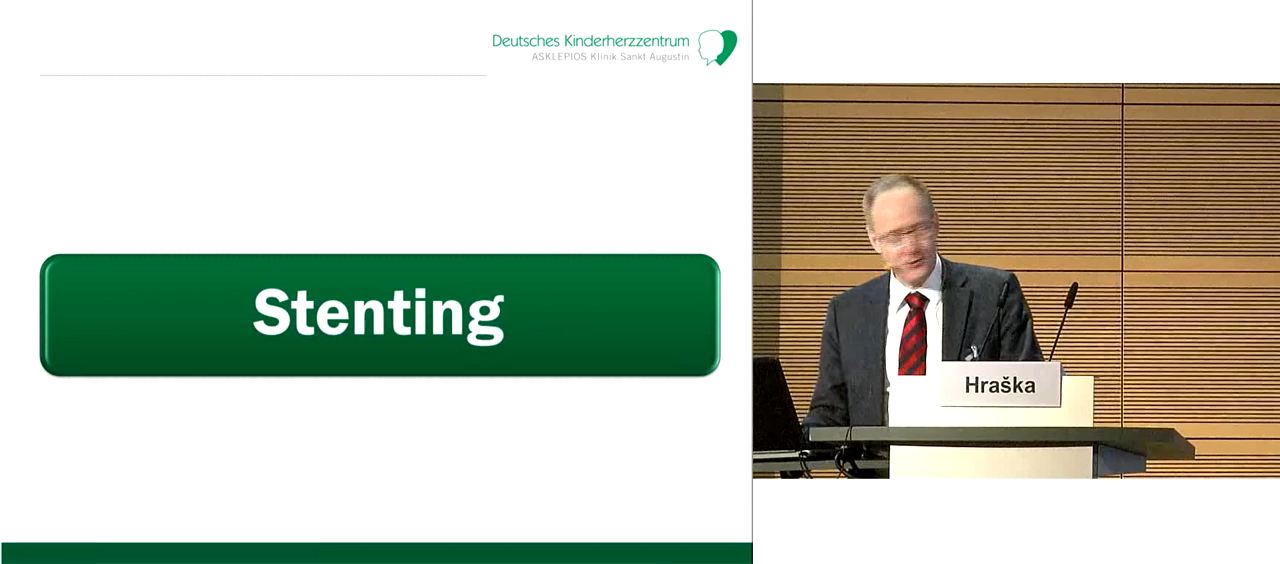 Deutsches Kinderherzzentrum
ASKLEPIOS Klinik Sankt Augustin
Stenting
Hraška